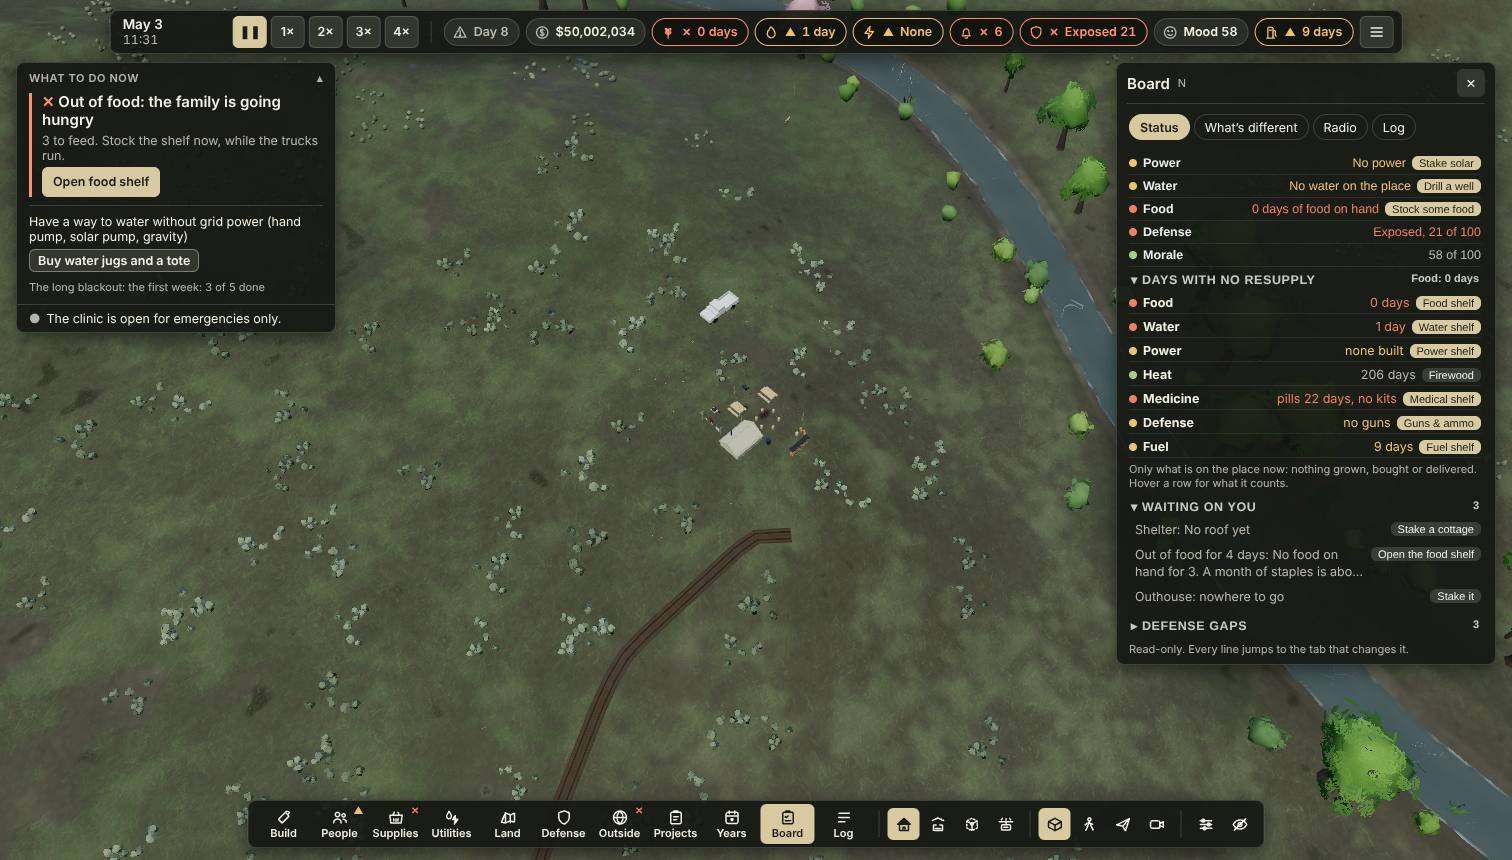 May 3
11:31
1×
2×
3×
4×
Day 8
$50,002,034
× 0 days
1 day
None
× 6
× Exposed 21
Mood 58
9 days
WHAT TO DO NOW
× Out of food: the family is going
hungry
3 to feed. Stock the shelf now, while the trucks
run.
Open food shelf
Have a way to water without grid power (hand
pump, solar pump, gravity)
Buy water jugs and a tote
The long blackout: the first week: 3 of 5 done
The clinic is open for emergencies only.
Board N
×
Status
What's different
Radio
Log
Power No power Stake solar
Water No water on the place Drill a well
Food 0 days of food on hand Stock some food
Defense Exposed, 21 of 100
Morale 58 of 100
DAYS WITH NO RESUPPLY Food: 0 days
Food 0 days Food shelf
Water 1 day Water shelf
Power none built Power shelf
Heat 206 days Firewood
Medicine pills 22 days, no kits Medical shelf
Defense no guns Guns & ammo
Fuel 9 days Fuel shelf
Only what is on the place now: nothing grown, bought or delivered.
Hover a row for what it counts.
WAITING ON YOU 3
Shelter: No roof yet Stake a cottage
Out of food for 4 days: No food on Open the food shelf
hand for 3. A month of staples is abo...
Outhouse: nowhere to go Stake it
DEFENSE GAPS 3
Read-only. Every line jumps to the tab that changes it.
Build
People
Supplies
Utilities
Land
Defense
Outside
Projects
Years
Board
Log